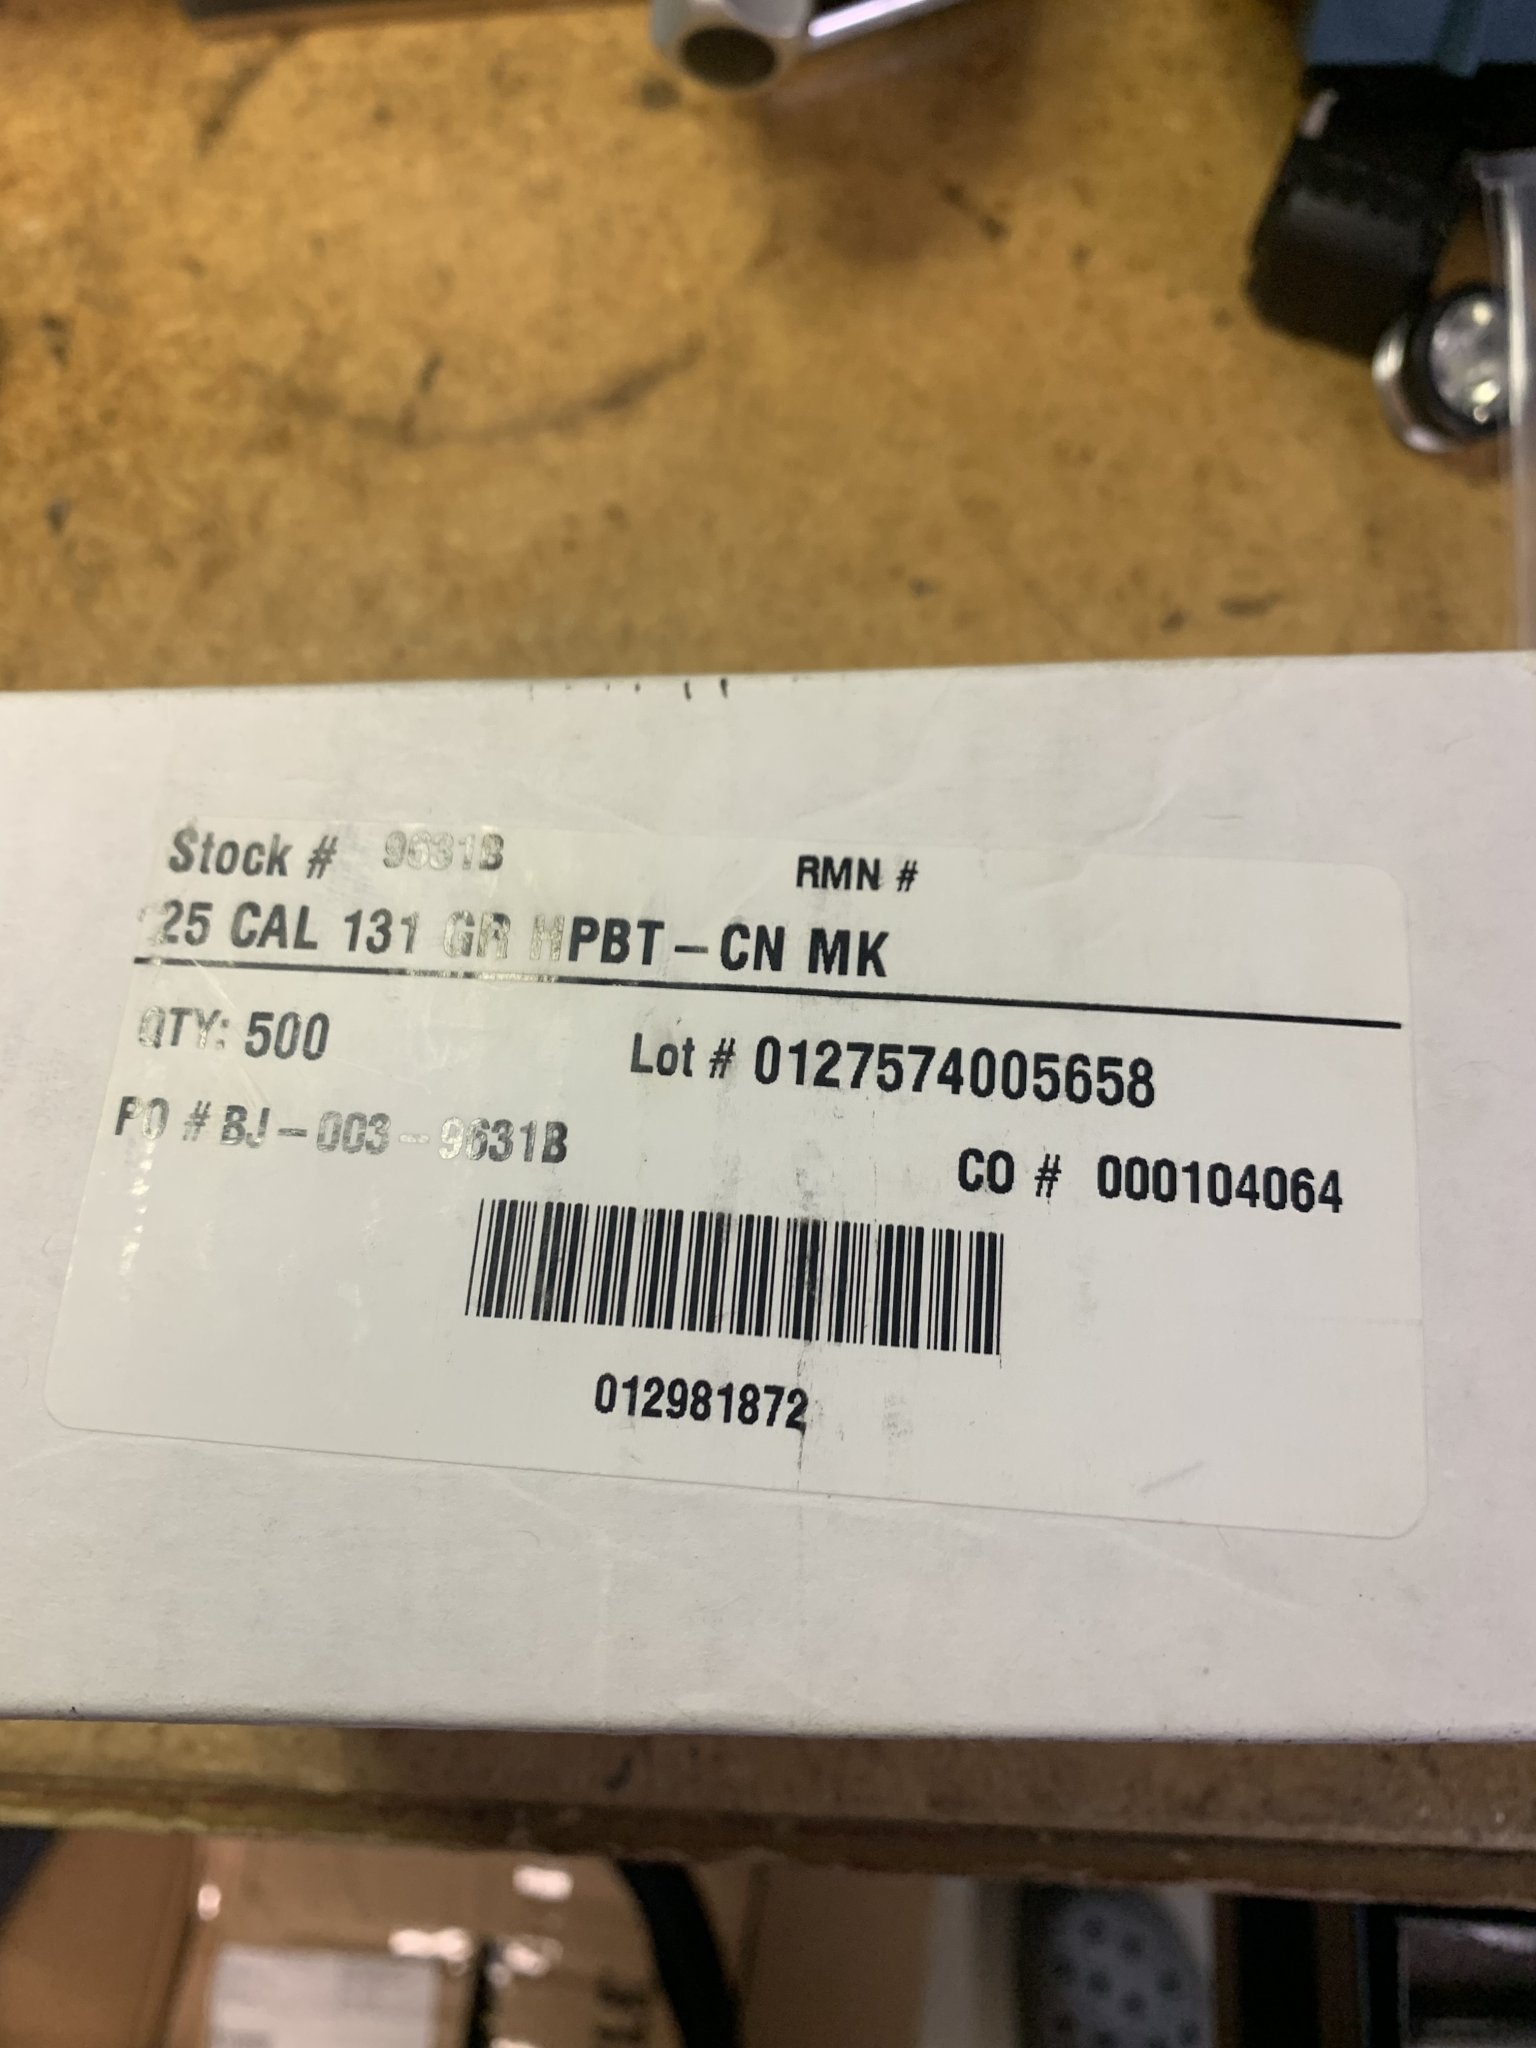 Stock # 9631B
RMN #
25 CAL 131 GR HPBT-CN MK
QTY: 500
Lot # 0127574005658
PO # BJ-003-9631B
CO # 000104064
012981872